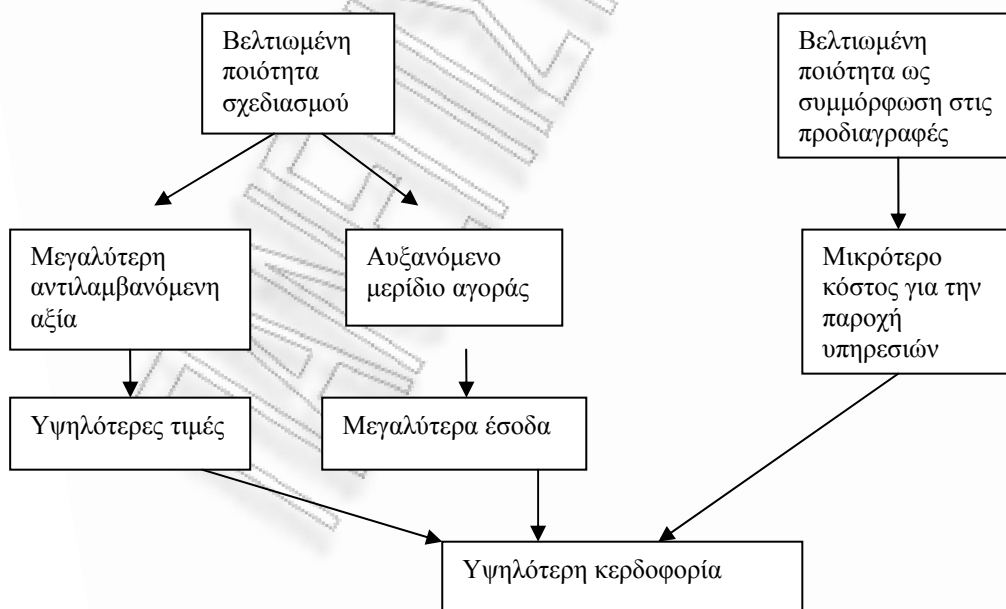 Βελτιωμένη
ποιότητα
σχεδιασμού
Βελτιωμένη
ποιότητα ως
συμμόρφωση στις
προδιαγραφές
Μεγαλύτερη
αντιλαμβανόμενη
αξία
Αυξανόμενο
μερίδιο αγοράς
Μικρότερο
κόστος για την
παροχή
υπηρεσιών
Υψηλότερες τιμές
Μεγαλύτερα έσοδα
Υψηλότερη κερδοφορία